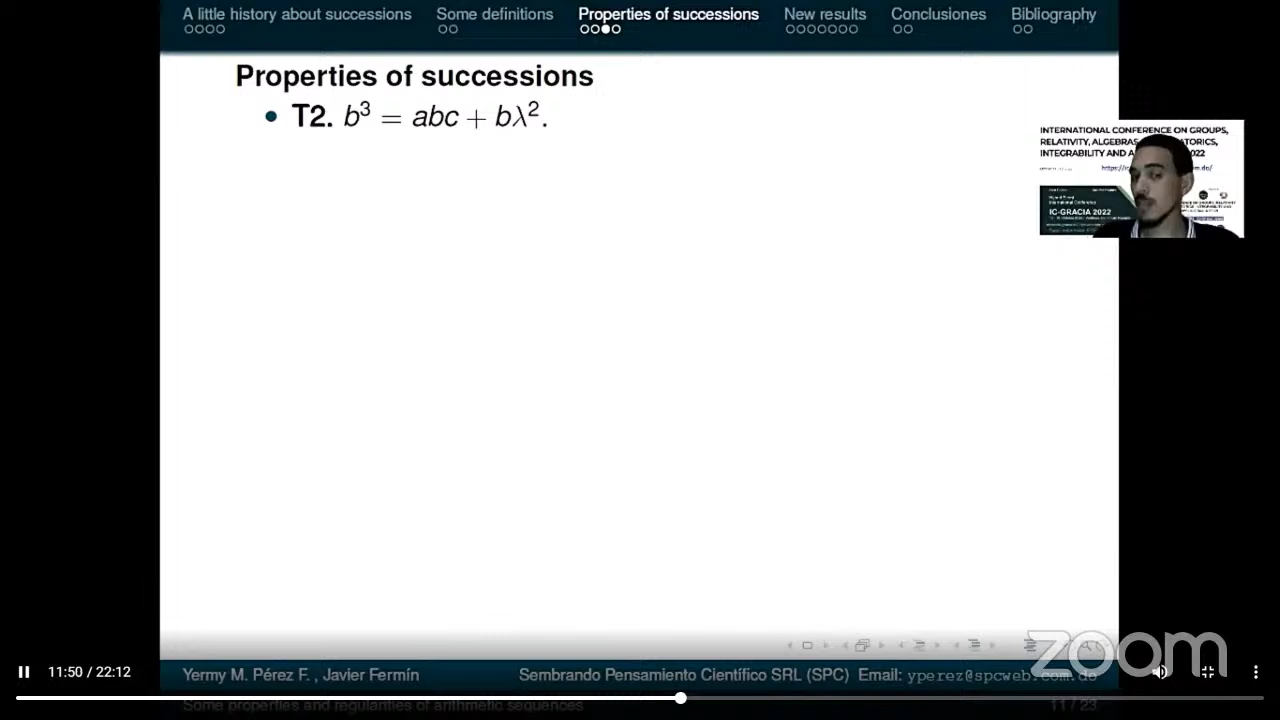 A little history about successions Some definitions Properties of successions New results Conclusiones Bibliography
Properties of successions
• T2. b³ = abc + bλ².
INTERNATIONAL CONFERENCE ON GROUPS,
RELATIVITY, ALGEBRAS,
INTEGRABILITY AND
IC-GRACIA 2022
zoom
Yermy M. Pérez F. , Javier Fermín Sembrando Pensamiento Científico SRL (SPC) Email: yperez@spcweb.com.do
Some properties and regularities of arithmetic sequences 11 / 23
11:50 / 22:12